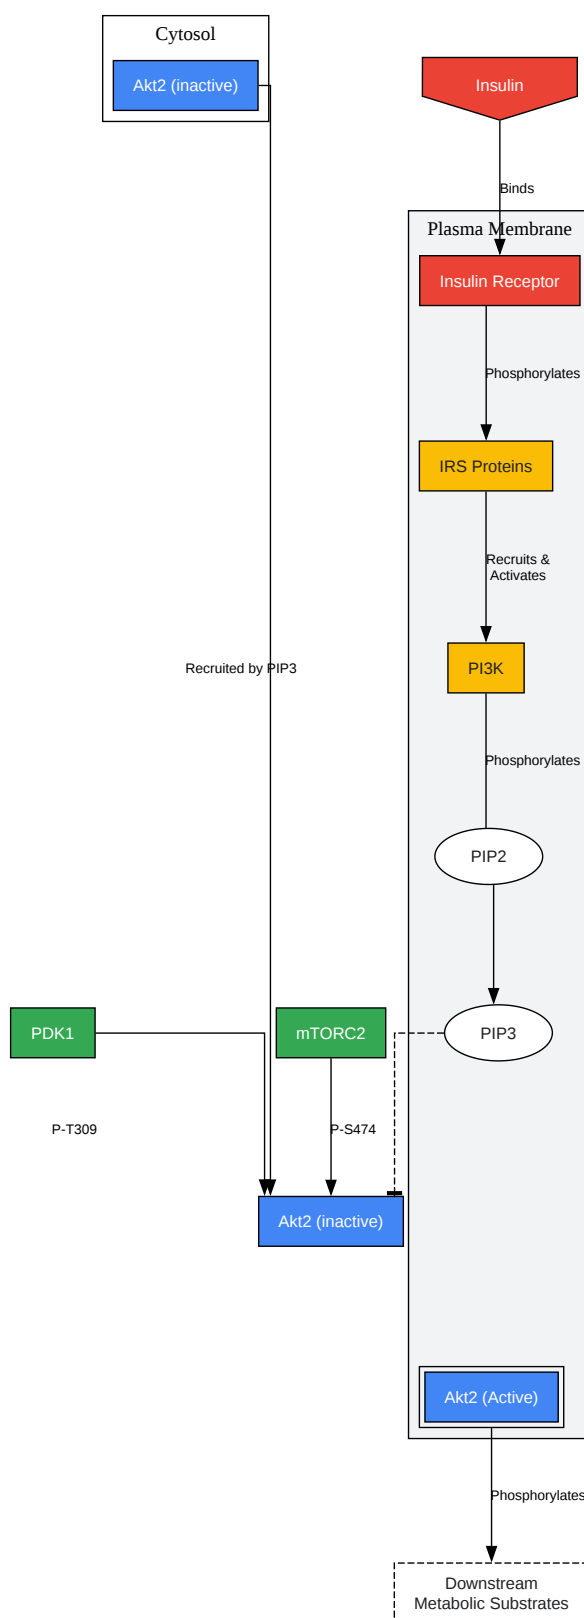 Cytosol
Akt2 (inactive)
Insulin
Binds
Plasma Membrane
Insulin Receptor
Phosphorylates
IRS Proteins
Recruits &
Activates
Recruited by PIP3
PI3K
Phosphorylates
PIP2
PDK1
mTORC2
PIP3
P-T309
P-S474
Akt2 (inactive)
Akt2 (Active)
Phosphorylates
Downstream
Metabolic Substrates